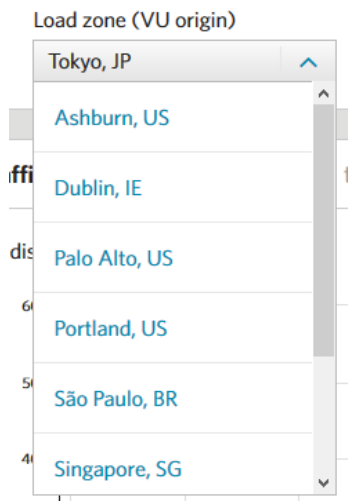 Load zone (VU origin)
Tokyo, JP
Ashburn, US
Dublin, IE
Palo Alto, US
Portland, US
São Paulo, BR
Singapore, SG